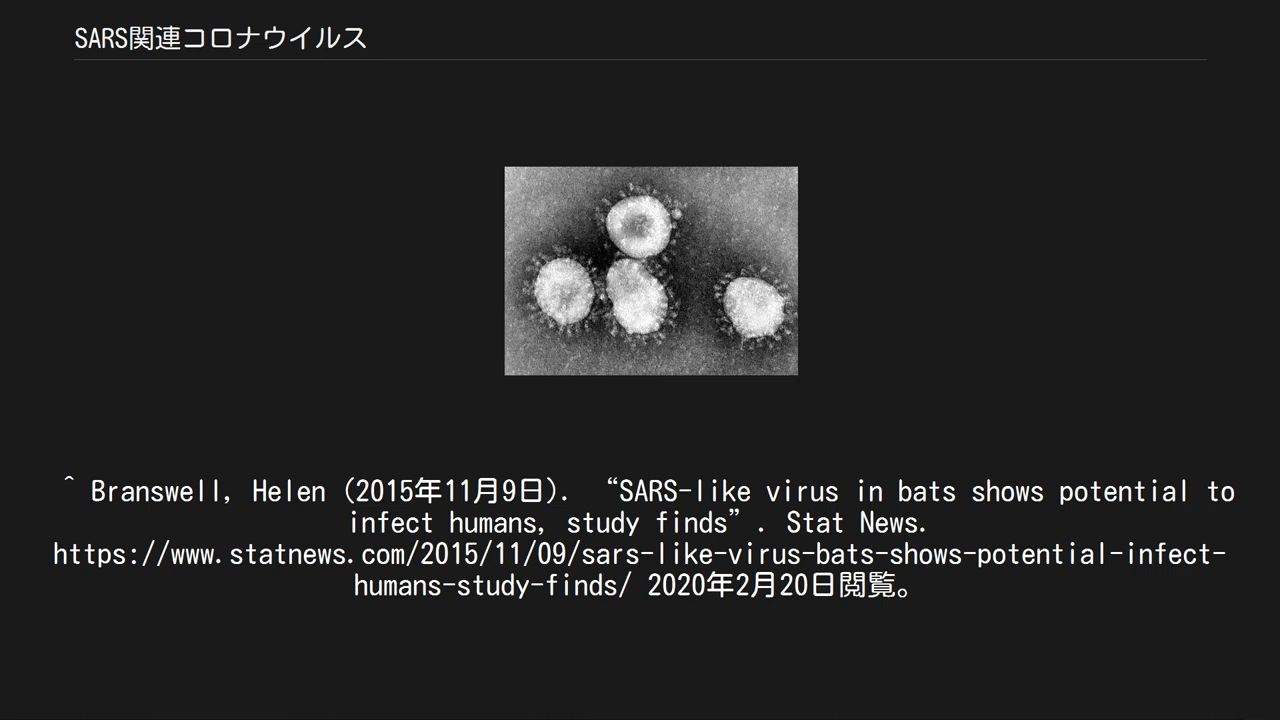 SARS関連コロナウイルス
^ Branswell, Helen (2015年11月9日). “SARS-like virus in bats shows potential to
infect humans, study finds”. Stat News.
https://www.statnews.com/2015/11/09/sars-like-virus-bats-shows-potential-infect-
humans-study-finds/ 2020年2月20日閲覧。